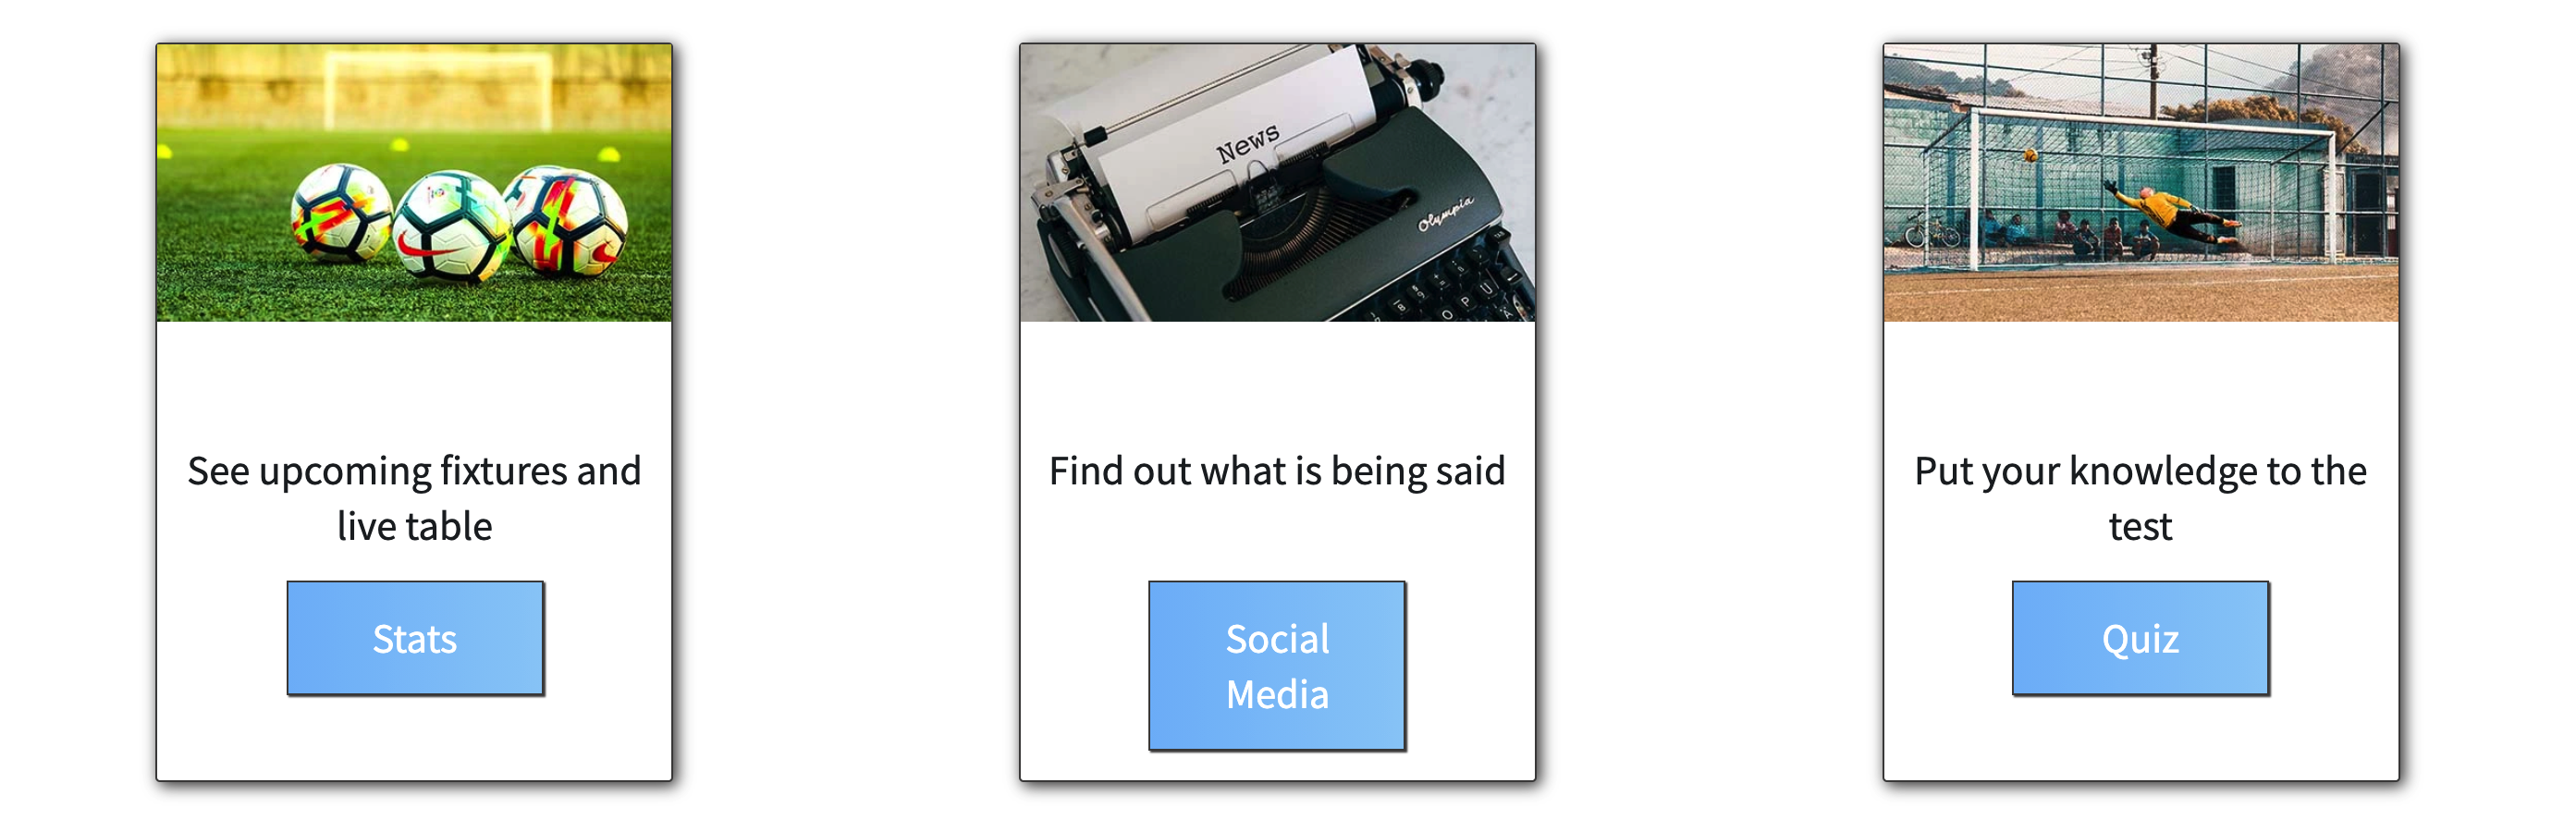 News
Olympia
See upcoming fixtures and
live table
Stats
Find out what is being said
Social
Media
Put your knowledge to the
test
Quiz